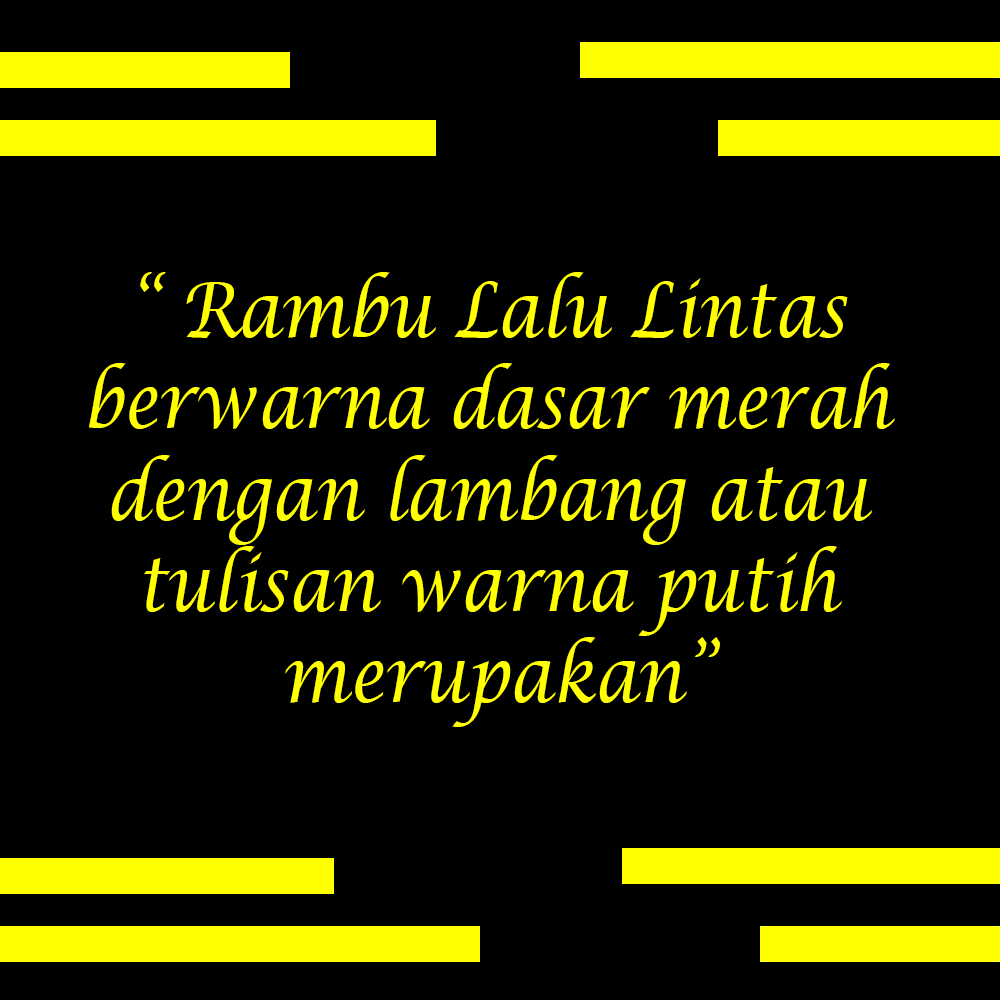 “ Rambu Lalu Lintas
berwarna dasar merah
dengan lambang atau
tulisan warna putih
merupakan”